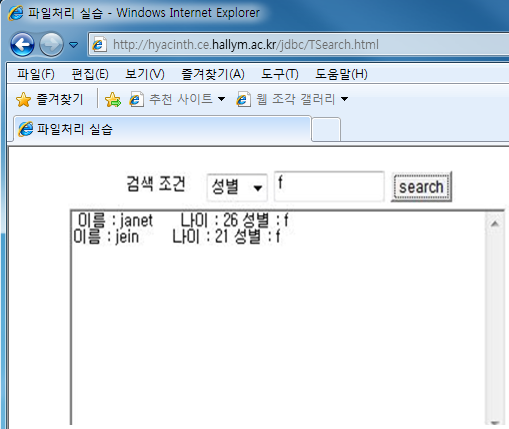 파일처리 실습 - Windows Internet Explorer
http://hyacinth.ce.hallym.ac.kr/jdbc/TSearch.html
파일(F) 편집(E) 보기(V) 즐겨찾기(A) 도구(T) 도움말(H)
즐겨찾기 추천 사이트 웹 조각 갤러리
파일처리 실습
검색 조건 성별 f search
이름 : janet 나이 : 26 성별 : f
이름 : jein 나이 : 21 성별 : f